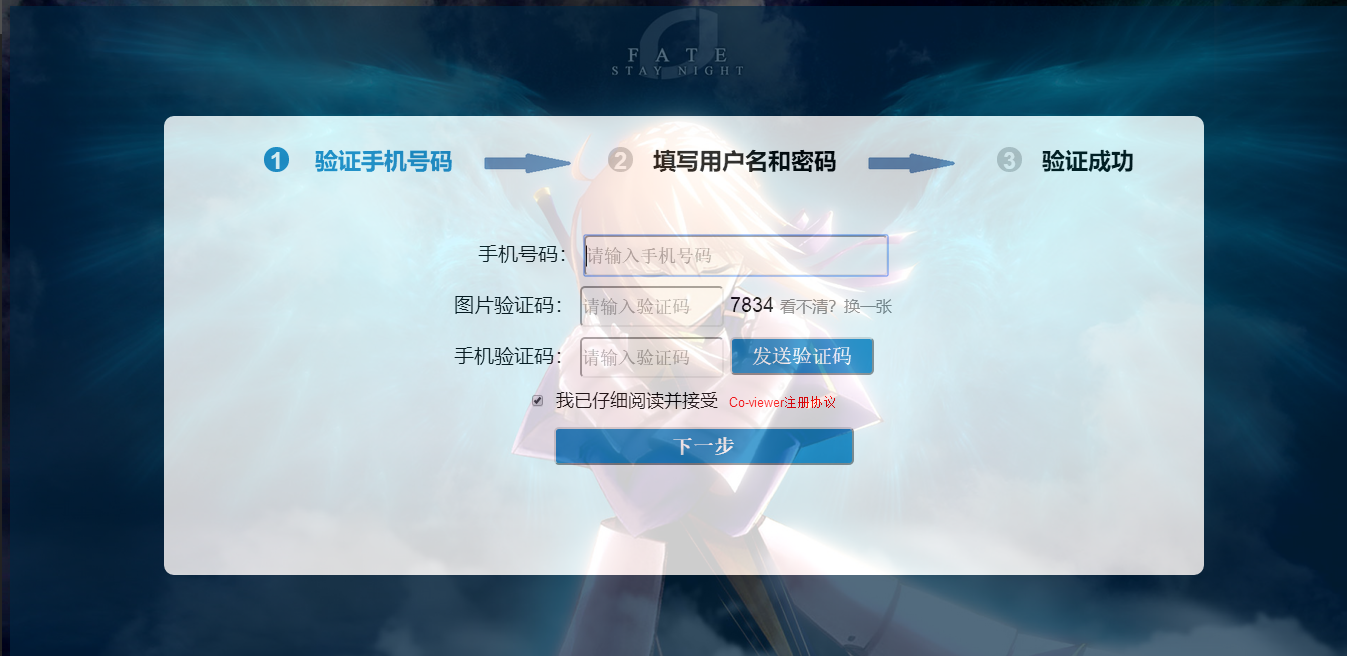 FATE
STAY NIGHT
1 验证手机号码 2 填写用户名和密码 3 验证成功
手机号码： 请输入手机号码
图片验证码： 请输入验证码 7834 看不清？换一张
手机验证码： 请输入验证码 发送验证码
我已仔细阅读并接受 Co-viewer注册协议
下一步